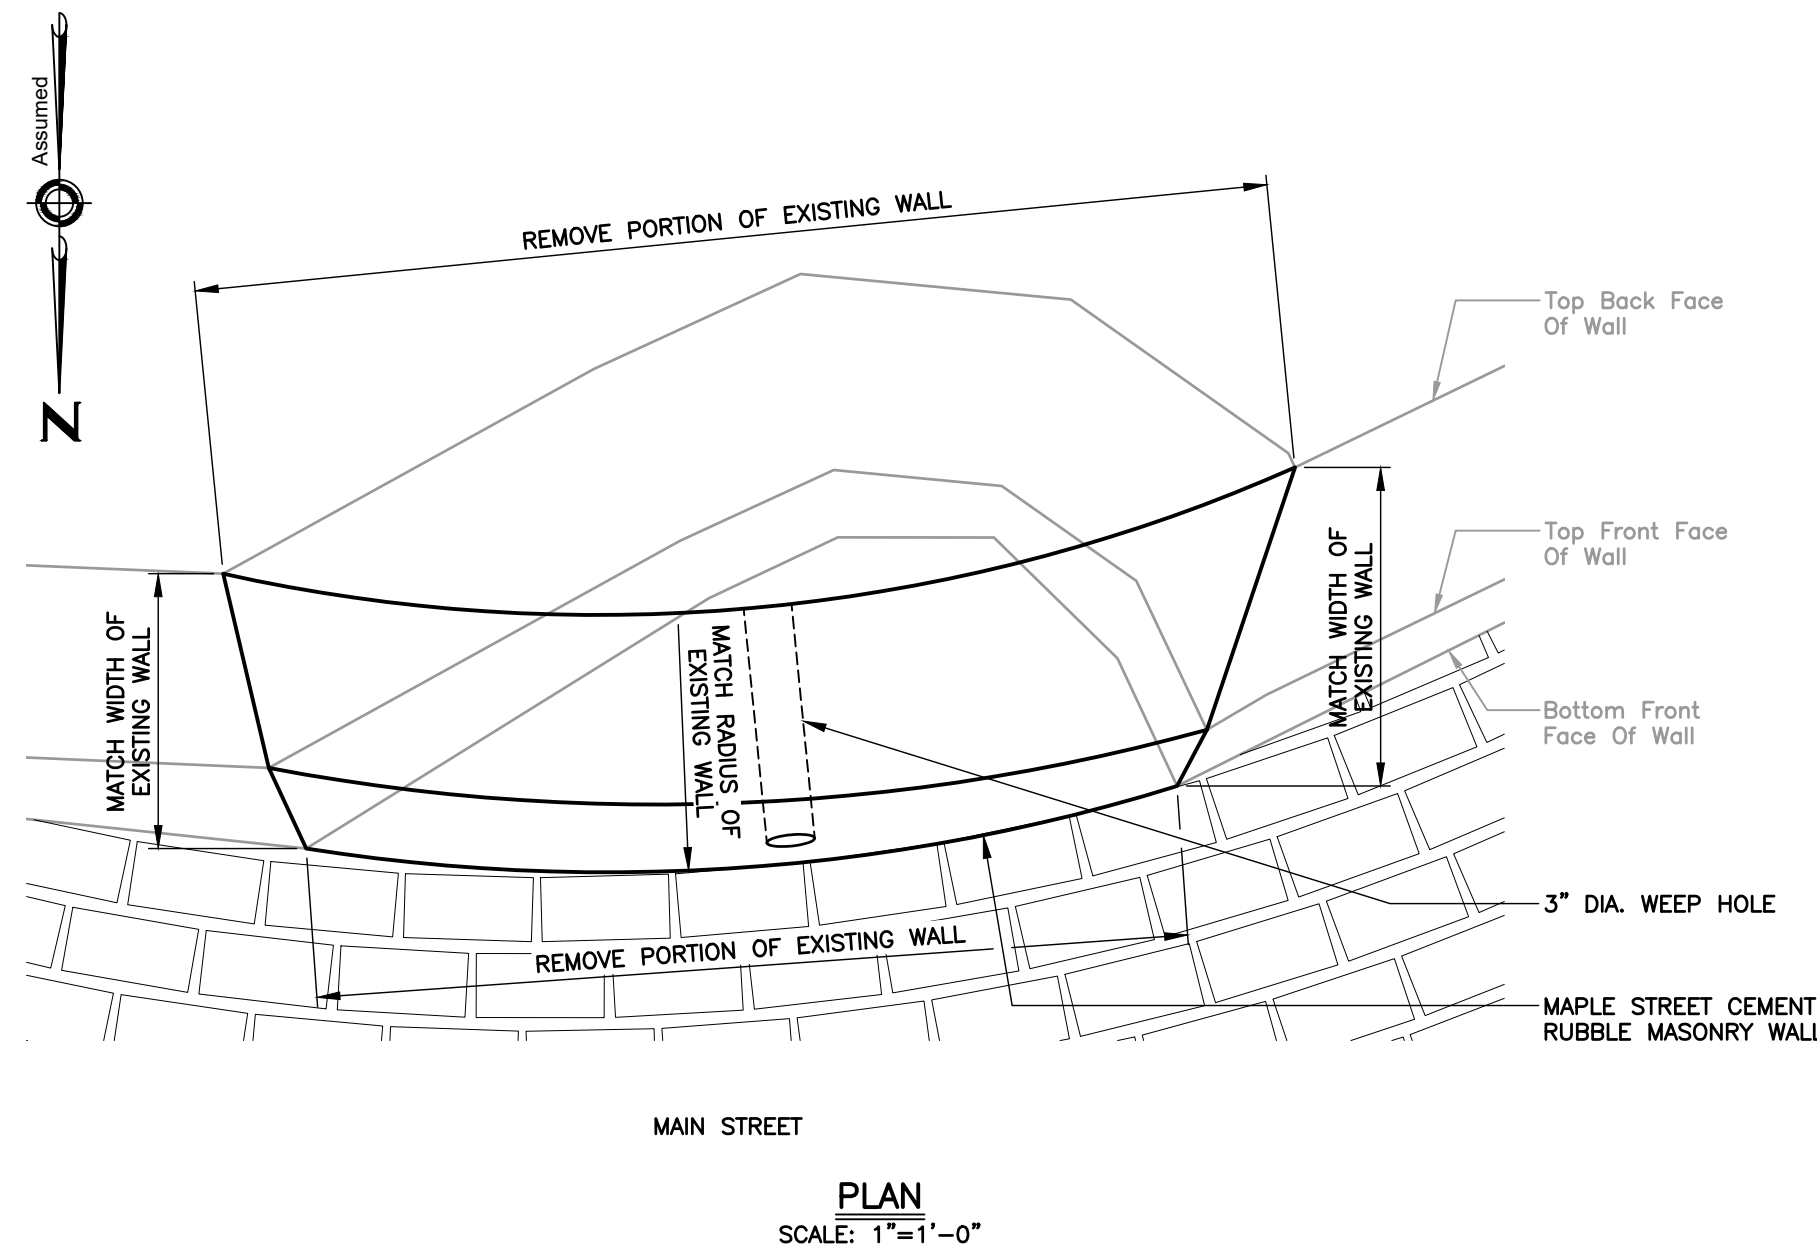 Assumed
N
REMOVE PORTION OF EXISTING WALL
Top Back Face
Of Wall
Top Front Face
Of Wall
MATCH WIDTH OF
EXISTING WALL
MATCH WIDTH OF
EXISTING WALL
MATCH RADIUS OF
EXISTING WALL
Bottom Front
Face Of Wall
3" DIA. WEEP HOLE
REMOVE PORTION OF EXISTING WALL
MAPLE STREET CEMENT
RUBBLE MASONRY WALL
MAIN STREET
PLAN
SCALE: 1"=1'-0"